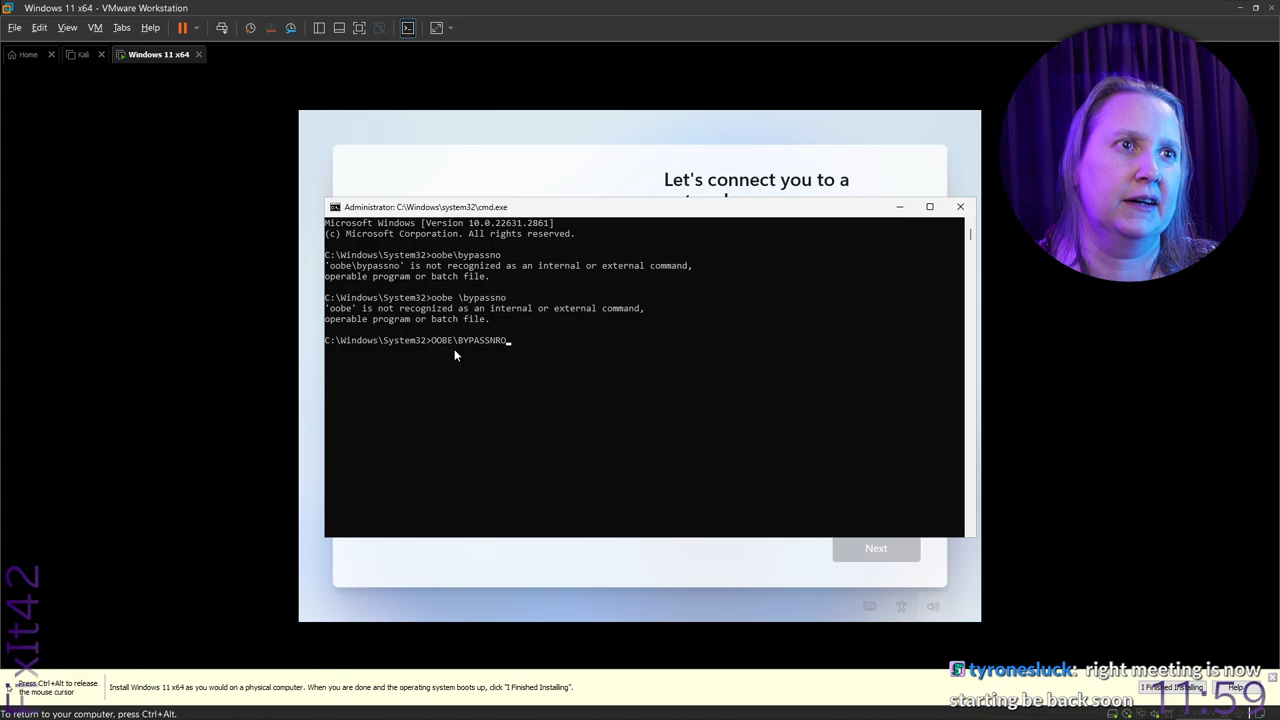 Windows 11 x64 - VMware Workstation
File Edit View VM Tabs Help
Home Kali Windows 11 x64
Let's connect you to a
Administrator: C:\Windows\system32\cmd.exe
Microsoft Windows [Version 10.0.22631.2861]
(c) Microsoft Corporation. All rights reserved.
C:\Windows\System32>oobe\bypassno
'oobe\bypassno' is not recognized as an internal or external command,
operable program or batch file.
C:\Windows\System32>oobe \bypassno
'oobe' is not recognized as an internal or external command,
operable program or batch file.
C:\Windows\System32>OOBE\BYPASSNRO_
Next
ExIt42
tyronesluck: right meeting is now
starting be back soon
Press Ctrl+Alt to release
the mouse cursor
Install Windows 11 x64 as you would on a physical computer. When you are done and the operating system boots up, click "I Finished Installing".
I Finished Installing
Help
11:59
To return to your computer, press Ctrl+Alt.